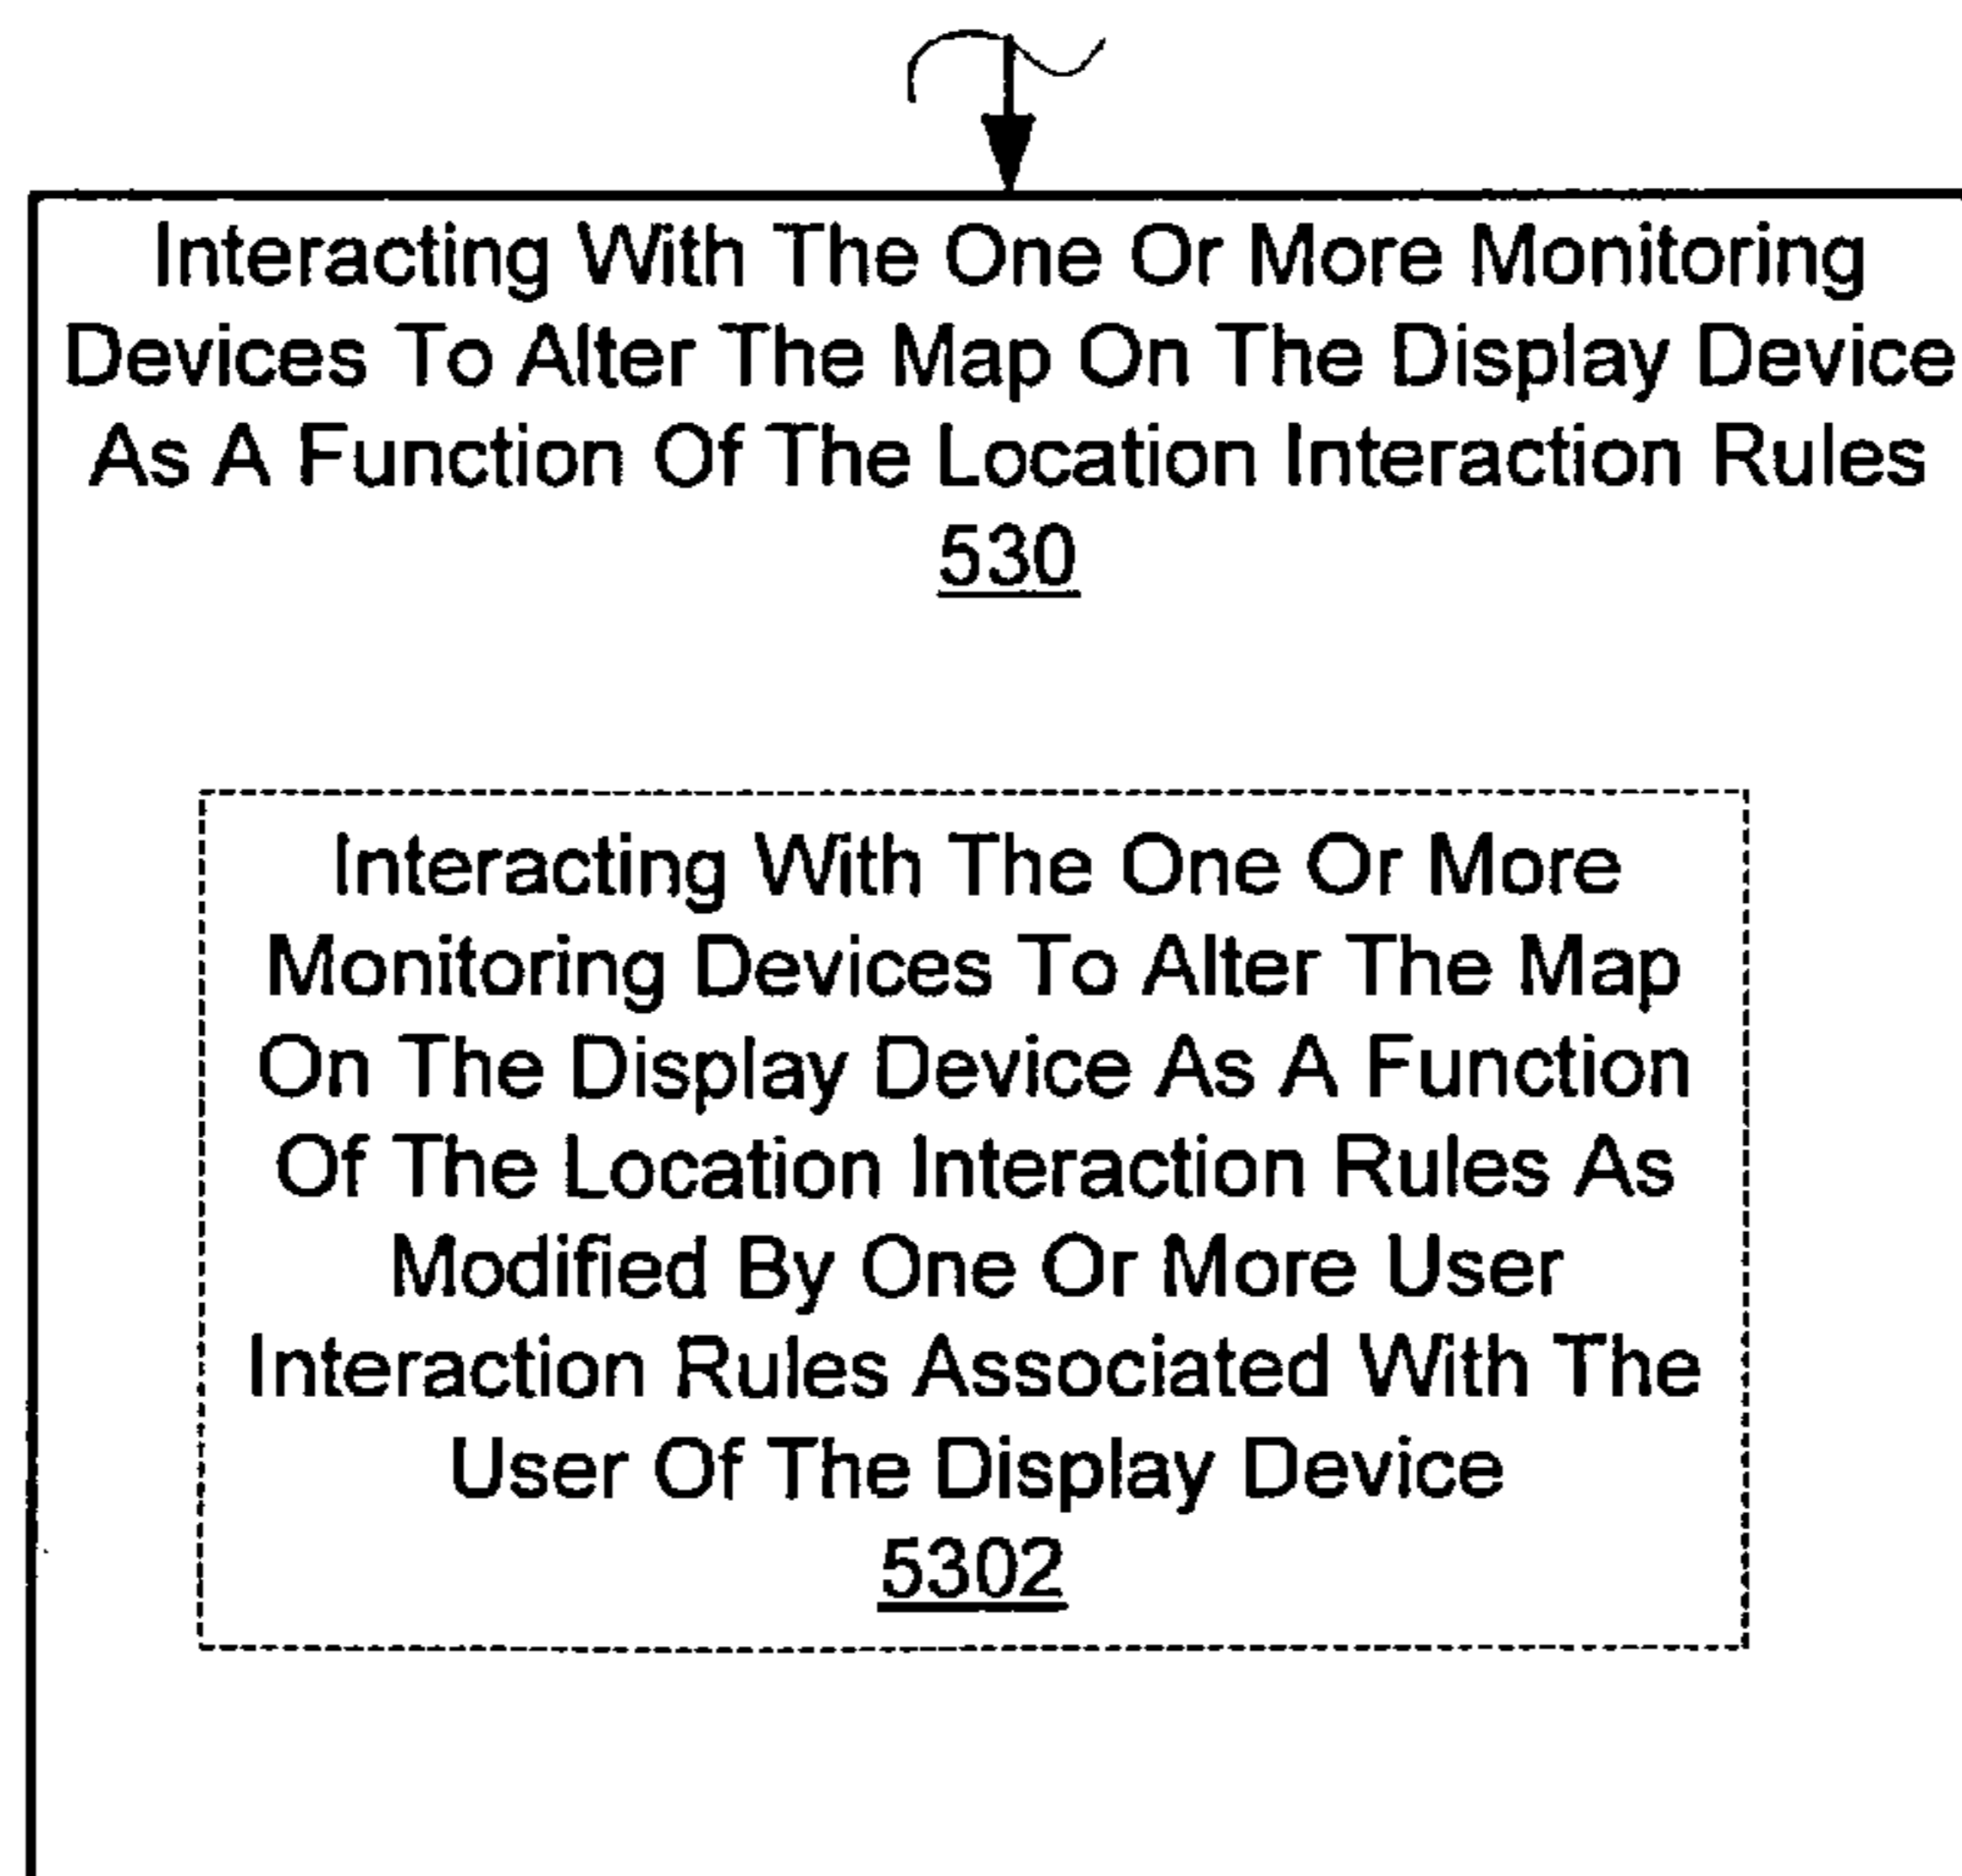 Interacting With The One Or More Monitoring
Devices To Alter The Map On The Display Device
As A Function Of The Location Interaction Rules
530
Interacting With The One Or More
Monitoring Devices To Alter The Map
On The Display Device As A Function
Of The Location Interaction Rules As
Modified By One Or More User
Interaction Rules Associated With The
User Of The Display Device
5302